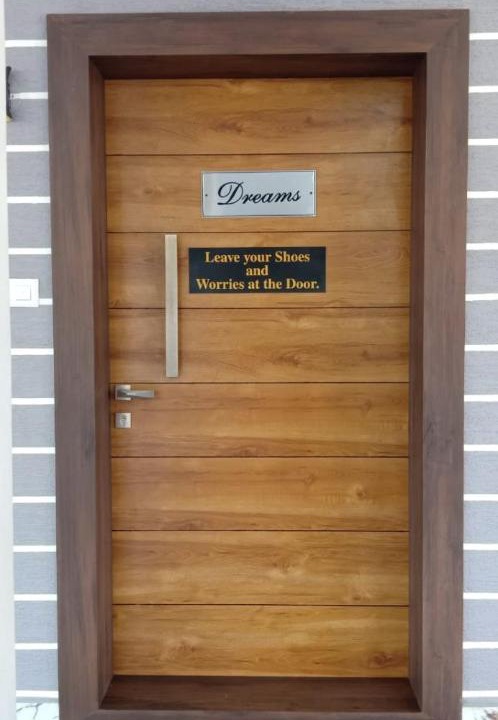 Dreams
Leave your Shoes
and
Worries at the Door.